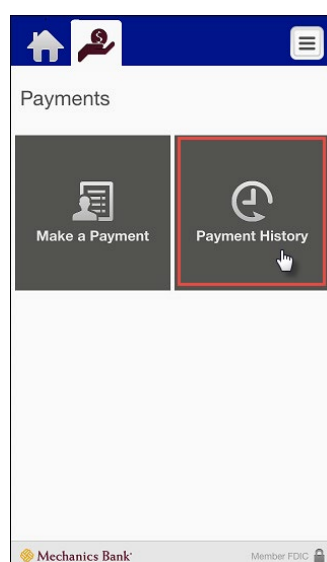 Payments
Make a Payment
Payment History
Mechanics Bank
Member FDIC